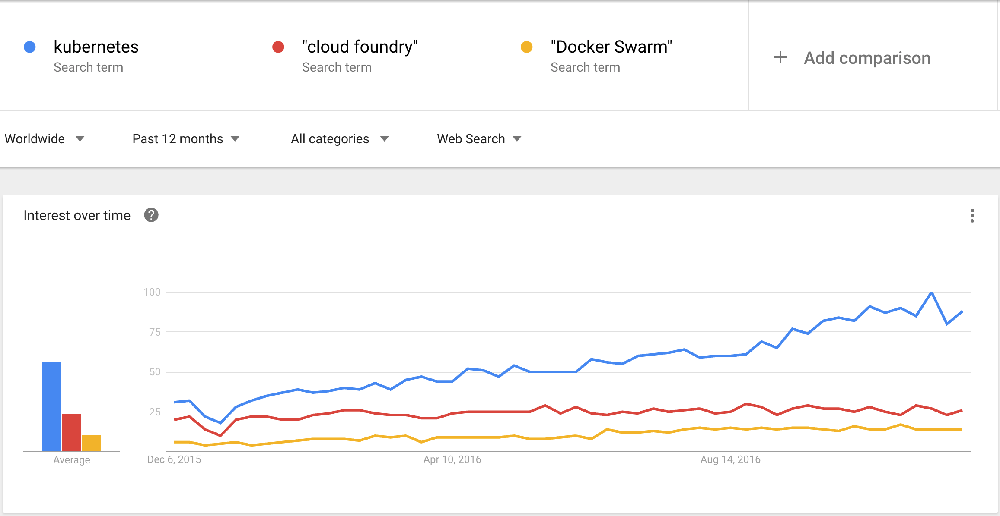 kubernetes
Search term
"cloud foundry"
Search term
"Docker Swarm"
Search term
+ Add comparison
Worldwide
Past 12 months
All categories
Web Search
Interest over time ?
100
75
50
25
Average
Dec 6, 2015
Apr 10, 2016
Aug 14, 2016